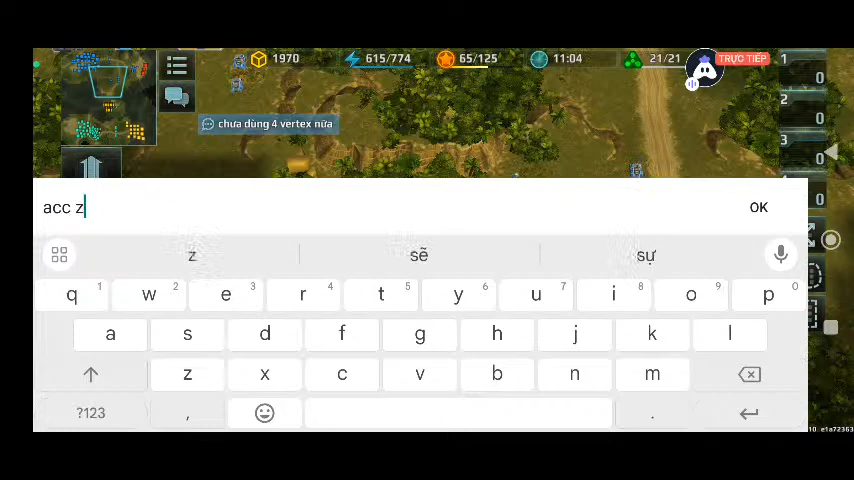 1970 615/774 65/125 11:04 21/21 TRỰC TIẾP
1
0
2
0
chưa dùng 4 vertex nữa
3
0
0
acc z
OK
z sẽ sự
q 1 w 2 e 3 r 4 t 5 y 6 u 7 i 8 o 9 p 0
a s d f g h j k l
z x c v b n m
?123 , .
10 e1a72363